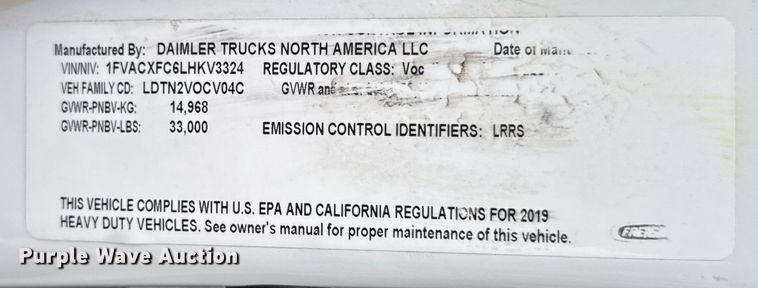 Manufactured By: DAIMLER TRUCKS NORTH AMERICA LLC Date of
VIN/NIV: 1FVACXFC6LHKV3324 REGULATORY CLASS: Voc
VEH FAMILY CD: LDTN2VOCV04C GVWR and
GVWR-PNBV-KG: 14,968
GVWR-PNBV-LBS: 33,000 EMISSION CONTROL IDENTIFIERS: LRRS
THIS VEHICLE COMPLIES WITH U.S. EPA AND CALIFORNIA REGULATIONS FOR 2019
HEAVY DUTY VEHICLES. See owner's manual for proper maintenance of this vehicle.
Purple Wave Auction